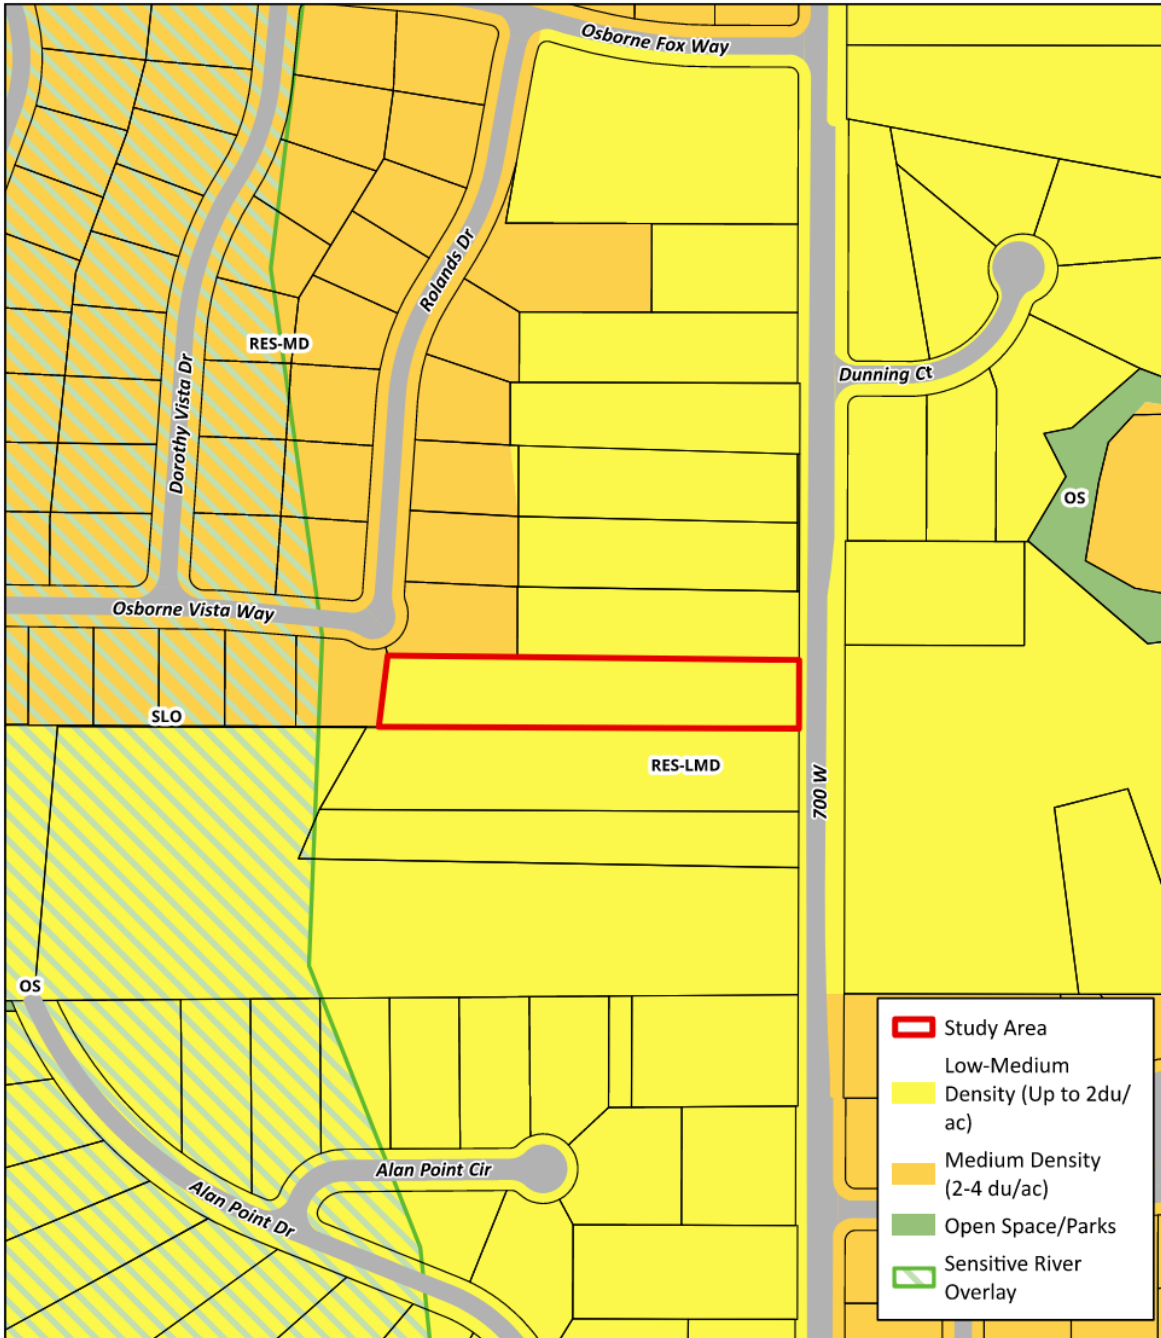 Osborne Fox Way
Rolands Dr
RES-MD
Dorothy Vista Dr
Dunning Ct
OS
Osborne Vista Way
SLO
RES-LMD
700 W
OS
Alan Point Cir
Alan Point Dr
Study Area
Low-Medium
Density (Up to 2du/
ac)
Medium Density
(2-4 du/ac)
Open Space/Parks
Sensitive River
Overlay